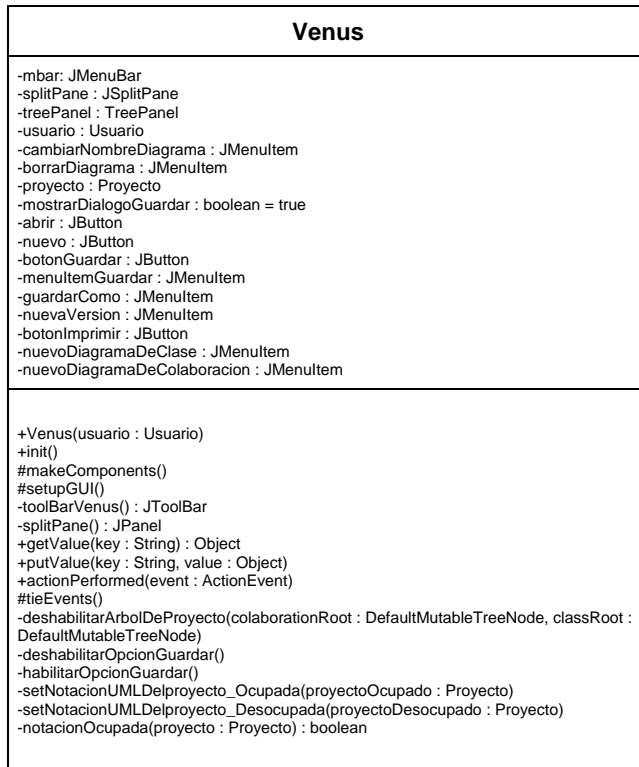 Venus
-mbar: JMenuBar
-splitPane : JSplitPane
-treePanel : TreePanel
-usuario : Usuario
-cambiarNombreDiagrama : JMenuItem
-borrarDiagrama : JMenuItem
-proyecto : Proyecto
-mostrarDialogoGuardar : boolean = true
-abrir : JButton
-nuevo : JButton
-botonGuardar : JButton
-menuItemGuardar : JMenuItem
-guardarComo : JMenuItem
-nuevaVersion : JMenuItem
-botonImprimir : JButton
-nuevoDiagramaDeClase : JMenuItem
-nuevoDiagramaDeColaboracion : JMenuItem
+Venus(usuario : Usuario)
+init()
#makeComponents()
#setupGUI()
-toolBarVenus() : JToolBar
-splitPane() : JPanel
+getValue(key : String) : Object
+putValue(key : String, value : Object)
+actionPerformed(event : ActionEvent)
#tieEvents()
-deshabilitarArbolDeProyecto(colaborationRoot : DefaultMutableTreeNode, classRoot :
DefaultMutableTreeNode)
-deshabilitarOpcionGuardar()
-habilitarOpcionGuardar()
-setNotacionUMLDelproyecto_Ocupada(proyectoOcupado : Proyecto)
-setNotacionUMLDelproyecto_Desocupada(proyectoDesocupado : Proyecto)
-notacionOcupada(proyecto : Proyecto) : boolean